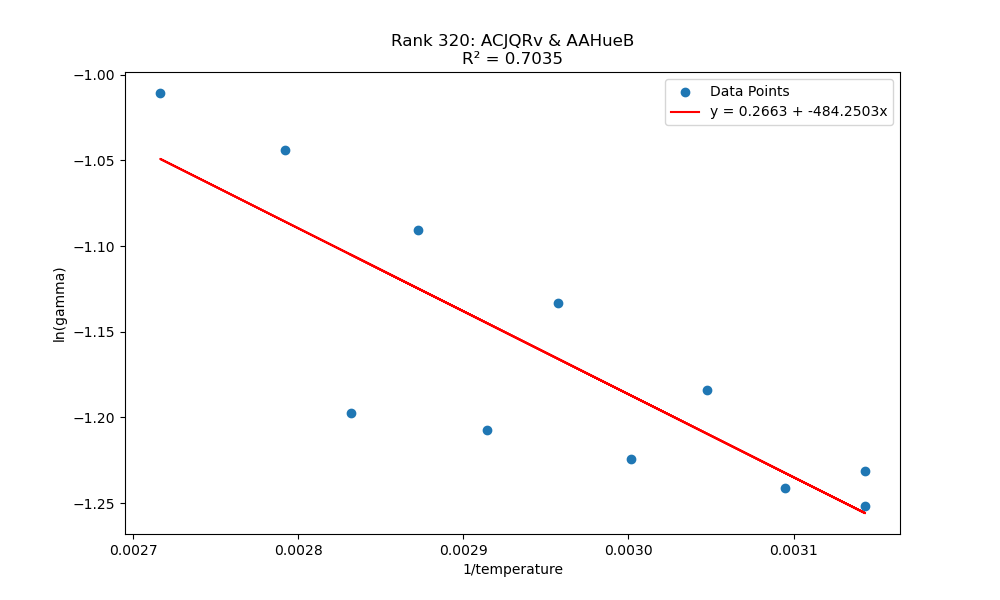 Rank 320: ACJQRv & AAHueB
R² = 0.7035
Data Points
y = 0.2663 + -484.2503x
−1.00
−1.05
−1.10
−1.15
−1.20
−1.25
ln(gamma)
0.0027 0.0028 0.0029 0.0030 0.0031
1/temperature